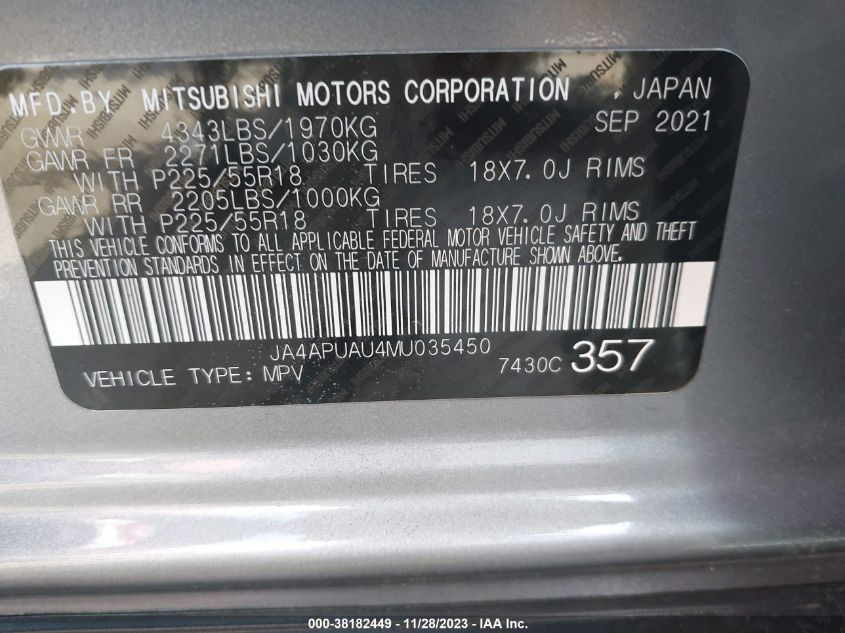 MFD.BY MITSUBISHI MOTORS CORPORATION , JAPAN
GVWR 4343LBS/1970KG SEP 2021
GAWR FR 2271LBS/1030KG
WITH P225/55R18 TIRES 18X7.0J RIMS
GAWR RR 2205LBS/1000KG
WITH P225/55R18 TIRES 18X7.0J RIMS
THIS VEHICLE CONFORMS TO ALL APPLICABLE FEDERAL MOTOR VEHICLE SAFETY AND THEFT
PREVENTION STANDARDS IN EFFECT ON THE DATE OF MANUFACTURE SHOWN ABOVE.
JA4APUAU4MU035450
VEHICLE TYPE: MPV 7430C 357
000-38182449 - 11/28/2023 - IAA Inc.